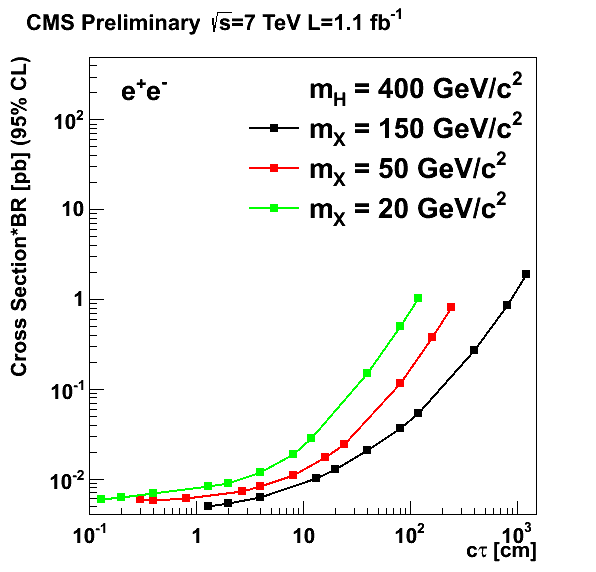 CMS Preliminary √s=7 TeV L=1.1 fb⁻¹
e⁺e⁻
m_H = 400 GeV/c²
m_X = 150 GeV/c²
m_X = 50 GeV/c²
m_X = 20 GeV/c²
Cross Section*BR [pb] (95% CL)
10²
10
1
10⁻¹
10⁻²
10⁻¹ 1 10 10² 10³
cτ [cm]